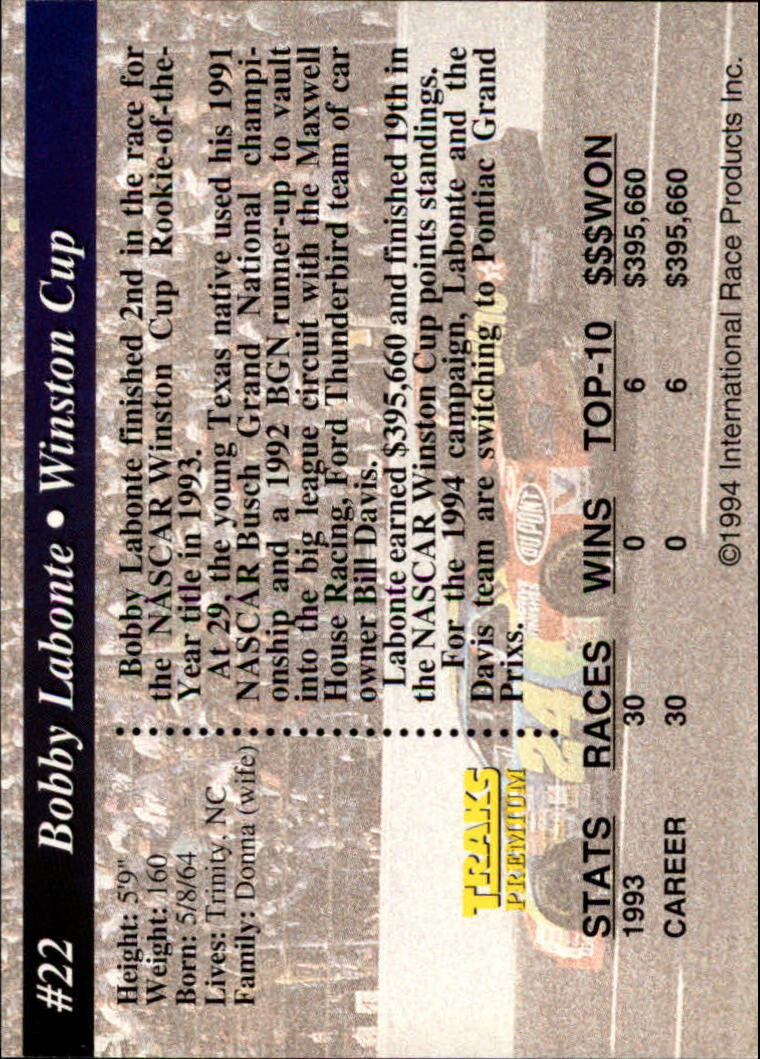 #22 Bobby Labonte • Winston Cup
Height: 5'9"
Weight: 160
Born: 5/8/64
Lives: Trinity, NC
Family: Donna (wife)
Bobby Labonte finished 2nd in the race for
the NASCAR Winston Cup Rookie-of-the-
Year title in 1993.
At 29, the young Texas native used his 1991
NASCAR Busch Grand National champi-
onship and a 1992 BGN runner-up to vault
into the big league circuit with the Maxwell
House Racing, Ford Thunderbird team of car
owner Bill Davis.
Labonte earned $395,660 and finished 19th in
the NASCAR Winston Cup points standings.
For the 1994 campaign, Labonte and the
Davis team are switching to Pontiac Grand
Prixs.
TRAKS
PREMIUM
24
DU PONT
STATS RACES WINS TOP-10 $$$WON
1993 30 0 6 $395,660
CAREER 30 0 6 $395,660
©1994 International Race Products Inc.